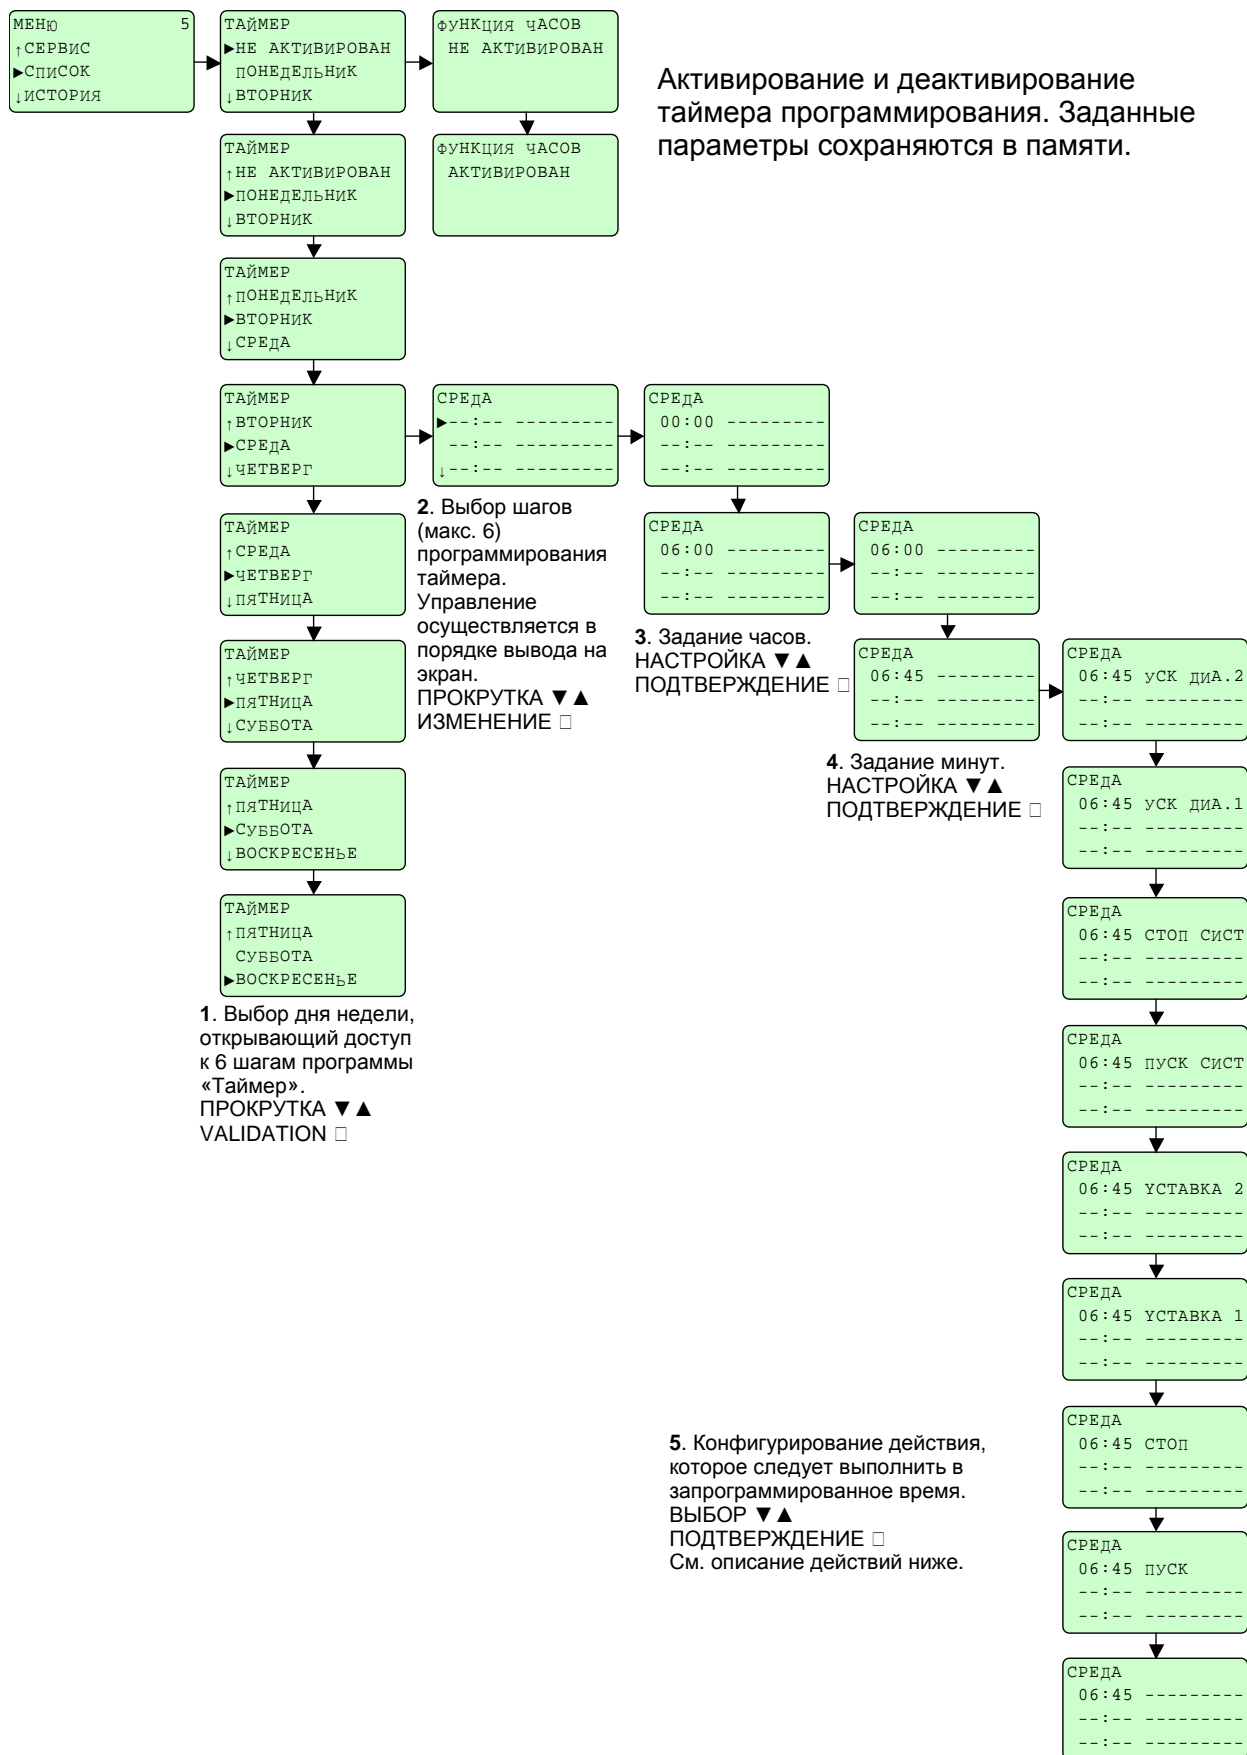 МЕНЮ 5
↑СЕРВИС
►СПИСОК
↓ИСТОРИЯ
ТАЙМЕР
►НЕ АКТИВИРОВАН
ПОНЕДЕЛЬНИК
↓ВТОРНИК
ФУНКЦИЯ ЧАСОВ
НЕ АКТИВИРОВАН
Активирование и деактивирование
таймера программирования. Заданные
параметры сохраняются в памяти.
ТАЙМЕР
↑НЕ АКТИВИРОВАН
►ПОНЕДЕЛЬНИК
↓ВТОРНИК
ФУНКЦИЯ ЧАСОВ
АКТИВИРОВАН
ТАЙМЕР
↑ПОНЕДЕЛЬНИК
►ВТОРНИК
↓СРЕДА
ТАЙМЕР
↑ВТОРНИК
►СРЕДА
↓ЧЕТВЕРГ
СРЕДА
►--:-- ---------
--:-- ---------
↓--:-- ---------
СРЕДА
00:00 ---------
--:-- ---------
--:-- ---------
ТАЙМЕР
↑СРЕДА
►ЧЕТВЕРГ
↓ПЯТНИЦА
ТАЙМЕР
↑ЧЕТВЕРГ
►ПЯТНИЦА
↓СУББОТА
ТАЙМЕР
↑ПЯТНИЦА
►СУББОТА
↓ВОСКРЕСЕНЬЕ
ТАЙМЕР
↑ПЯТНИЦА
СУББОТА
►ВОСКРЕСЕНЬЕ
1. Выбор дня недели,
открывающий доступ
к 6 шагам программы
«Таймер».
ПРОКРУТКА ▼▲
VALIDATION □
2. Выбор шагов
(макс. 6)
программирования
таймера.
Управление
осуществляется в
порядке вывода на
экран.
ПРОКРУТКА ▼▲
ИЗМЕНЕНИЕ □
СРЕДА
06:00 ---------
--:-- ---------
--:-- ---------
3. Задание часов.
НАСТРОЙКА ▼▲
ПОДТВЕРЖДЕНИЕ □
СРЕДА
06:00 ---------
--:-- ---------
--:-- ---------
СРЕДА
06:45 ---------
--:-- ---------
--:-- ---------
4. Задание минут.
НАСТРОЙКА ▼▲
ПОДТВЕРЖДЕНИЕ □
СРЕДА
06:45 УСК ДИА.2
--:-- ---------
--:-- ---------
СРЕДА
06:45 УСК ДИА.1
--:-- ---------
--:-- ---------
СРЕДА
06:45 СТОП СИСТ
--:-- ---------
--:-- ---------
СРЕДА
06:45 ПУСК СИСТ
--:-- ---------
--:-- ---------
СРЕДА
06:45 YСТАВКА 2
--:-- ---------
--:-- ---------
СРЕДА
06:45 YСТАВКА 1
--:-- ---------
--:-- ---------
5. Конфигурирование действия,
которое следует выполнить в
запрограммированное время.
ВЫБОР ▼▲
ПОДТВЕРЖДЕНИЕ □
См. описание действий ниже.
СРЕДА
06:45 СТОП
--:-- ---------
--:-- ---------
СРЕДА
06:45 ПУСК
--:-- ---------
--:-- ---------
СРЕДА
06:45 ---------
--:-- ---------
--:-- ---------